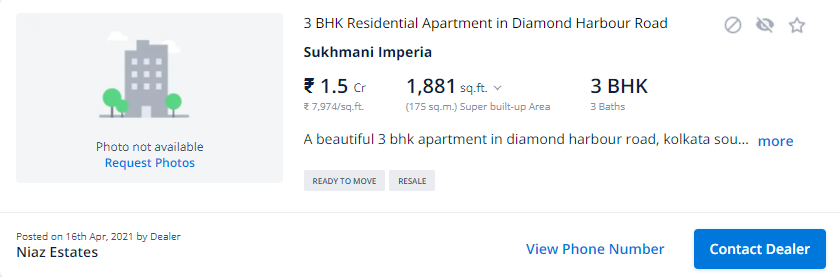 3 BHK Residential Apartment in Diamond Harbour Road
Sukhmani Imperia
₹ 1.5 Cr
1,881 sq.ft.
3 BHK
₹ 7,974/sq.ft.
(175 sq.m.) Super built-up Area
3 Baths
Photo not available
Request Photos
A beautiful 3 bhk apartment in diamond harbour road, kolkata sou... more
READY TO MOVE
RESALE
Posted on 16th Apr, 2021 by Dealer
Niaz Estates
View Phone Number
Contact Dealer